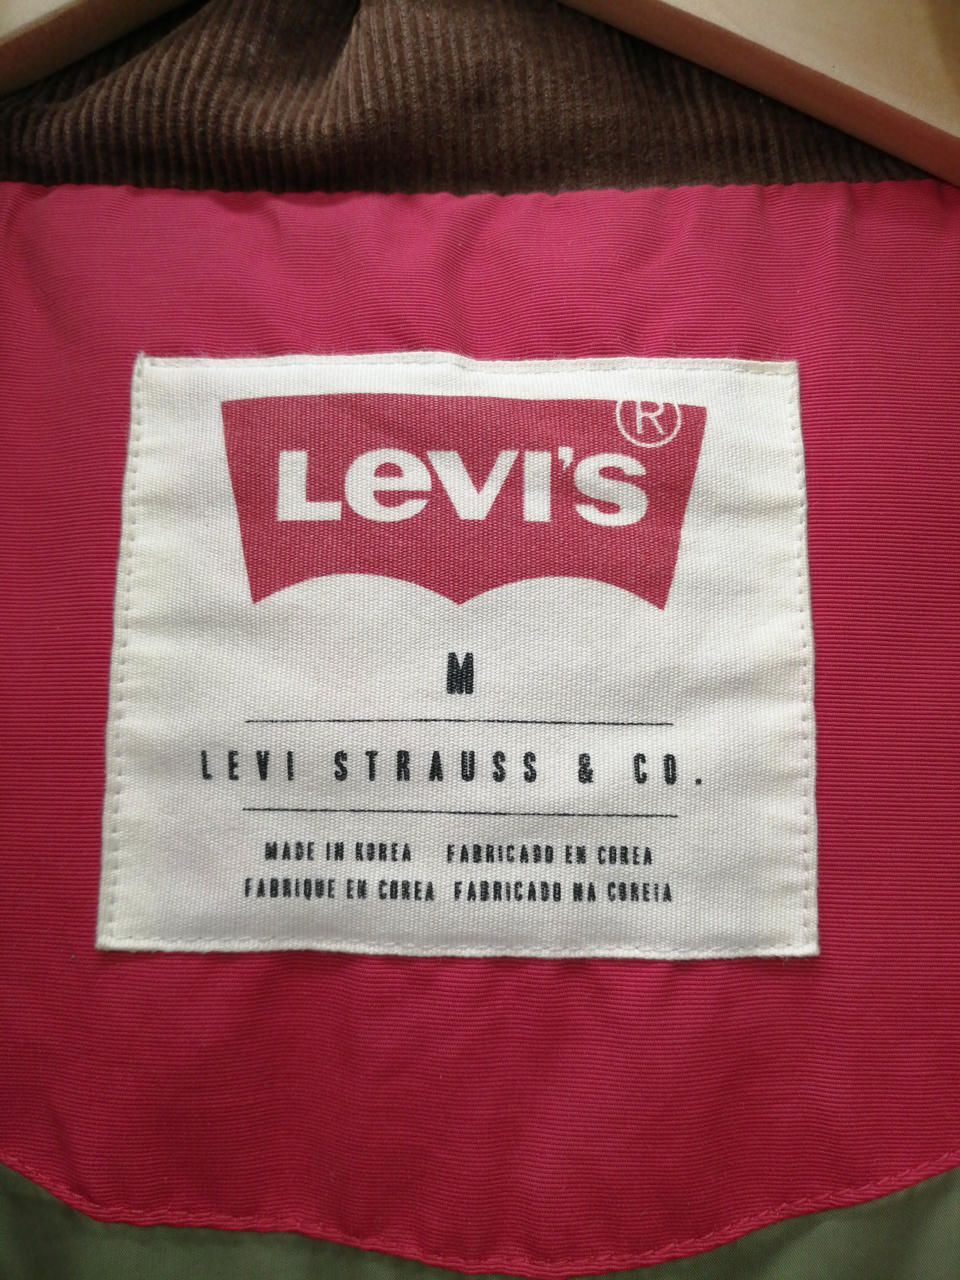 LEVI'S ®
M
LEVI STRAUSS & CO.
MADE IN KOREA FABRICADO EN COREA
FABRIQUE EN COREA FABRICADO NA COREIA